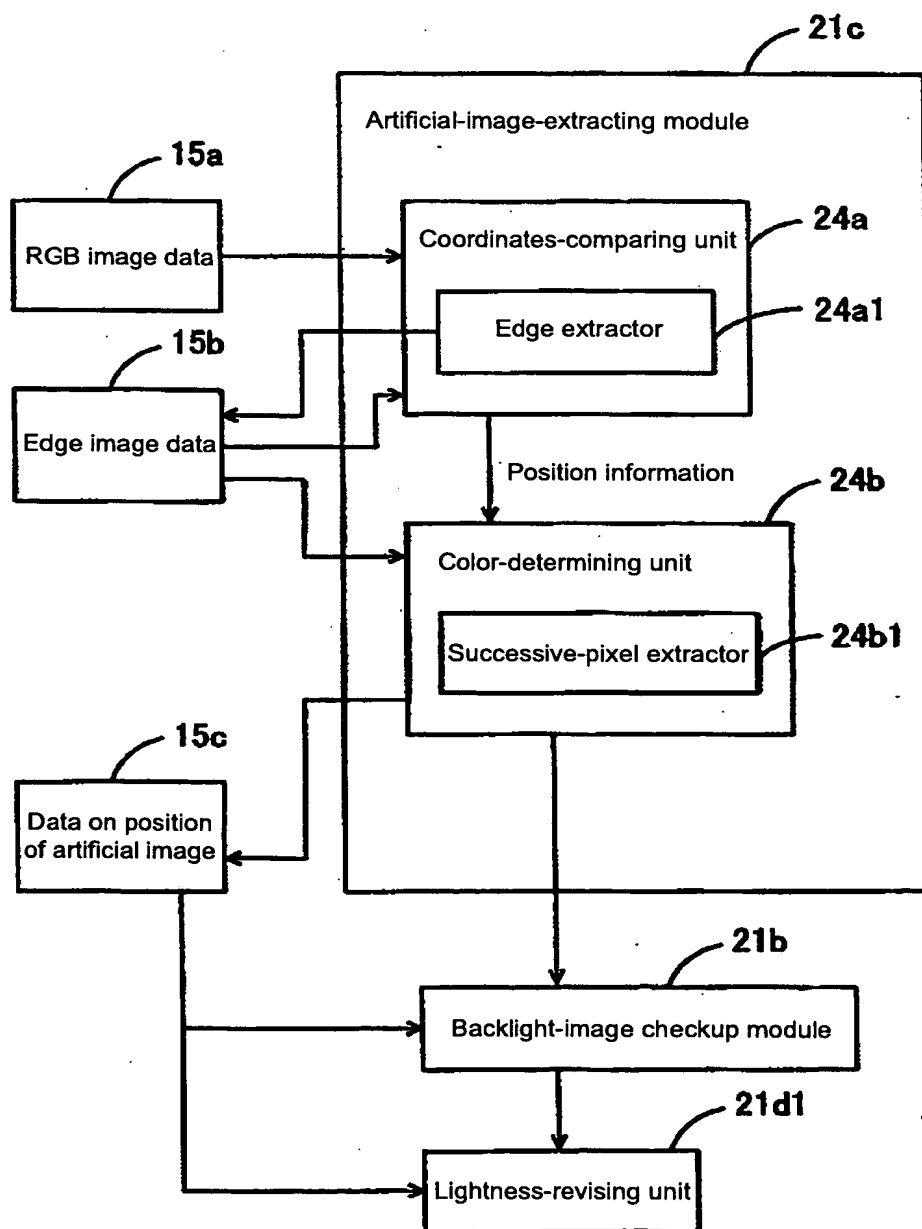 21c
Artificial-image-extracting module
15a
RGB image data
Coordinates-comparing unit
24a
Edge extractor
24a1
15b
Edge image data
Position information
24b
Color-determining unit
Successive-pixel extractor
24b1
15c
Data on position
of artificial image
21b
Backlight-image checkup module
21d1
Lightness-revising unit